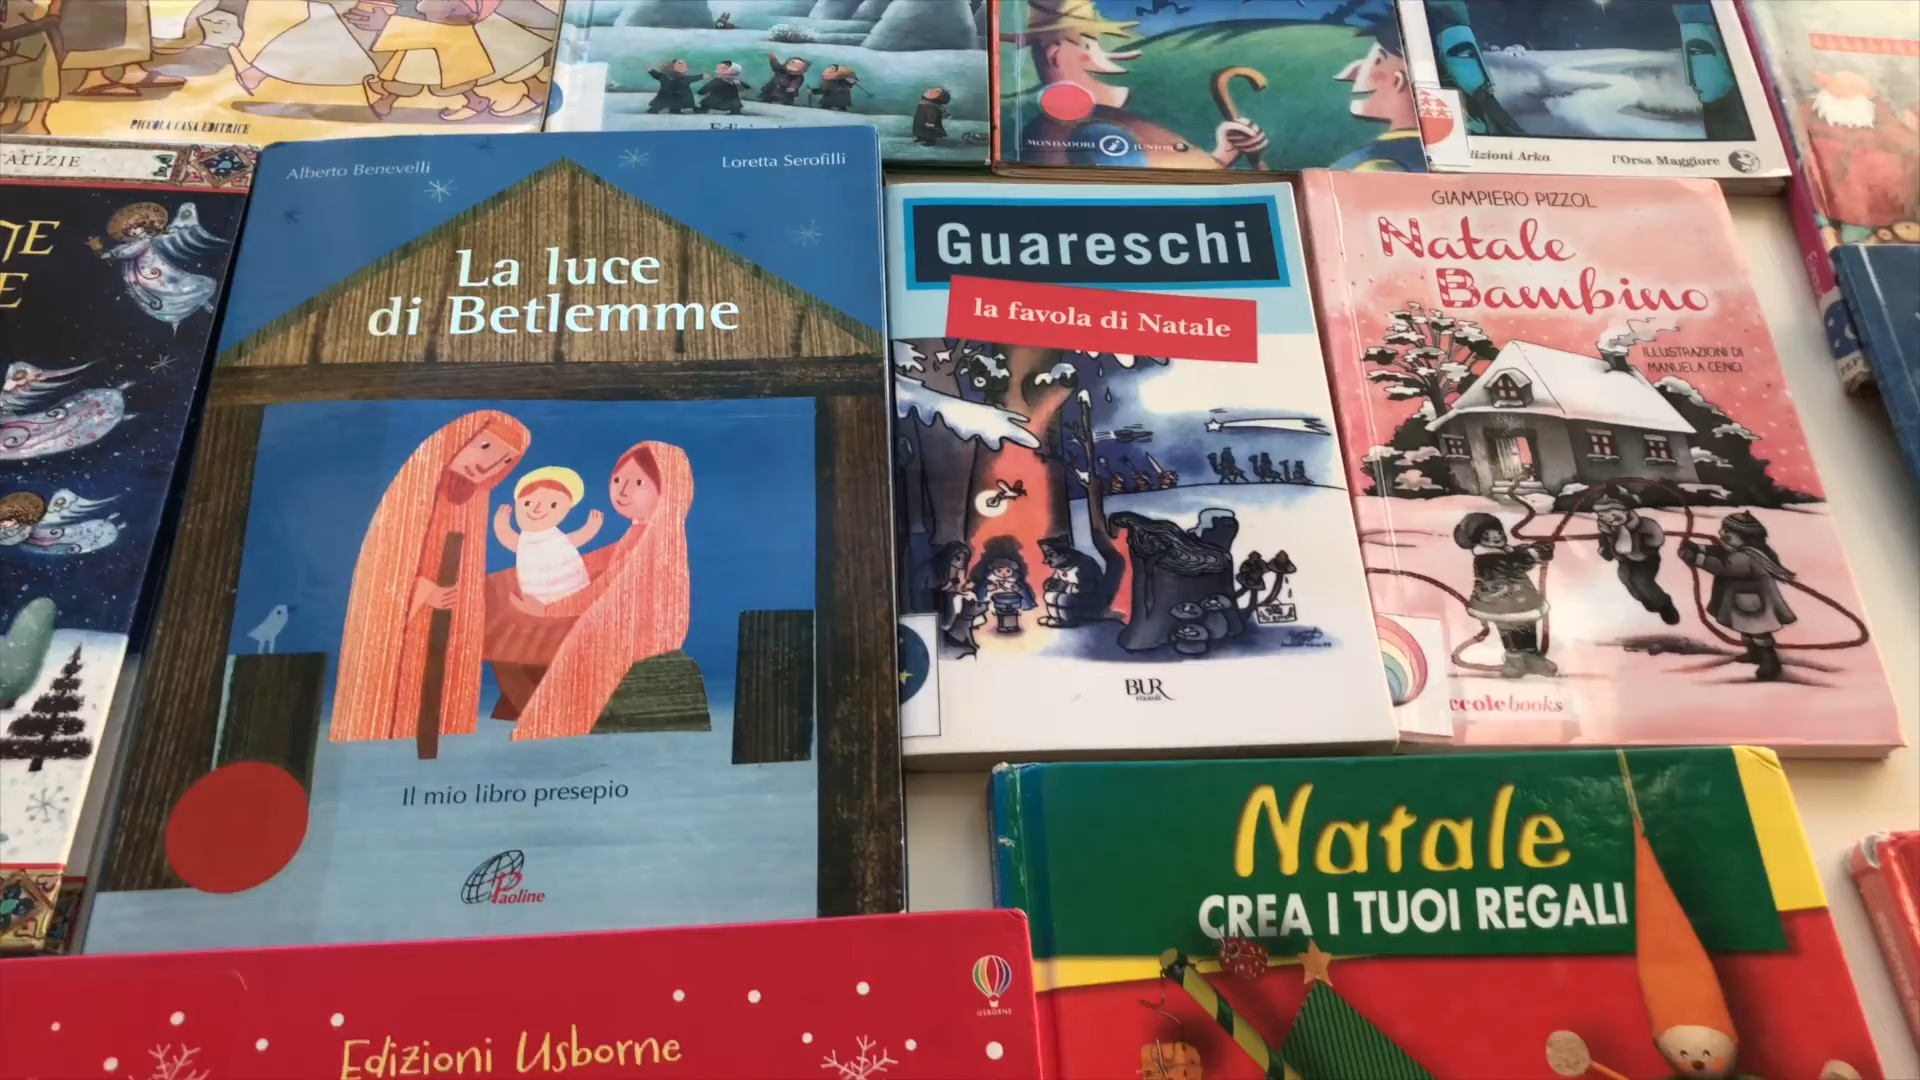 PICCOLA CASA EDITRICE
MONDADORI JUNIOR
Edizioni Arka
l'Orsa Maggiore
Alberto Benevelli
Loretta Serofilli
La luce
di Betlemme
Il mio libro presepio
Paoline
Guareschi
la favola di Natale
BUR
rizzoli
GIAMPIERO PIZZOL
Natale
Bambino
ILLUSTRAZIONI DI
MANUELA CENCI
ccolebooks
Natale
CREA I TUOI REGALI
USBORNE
Edizioni Usborne